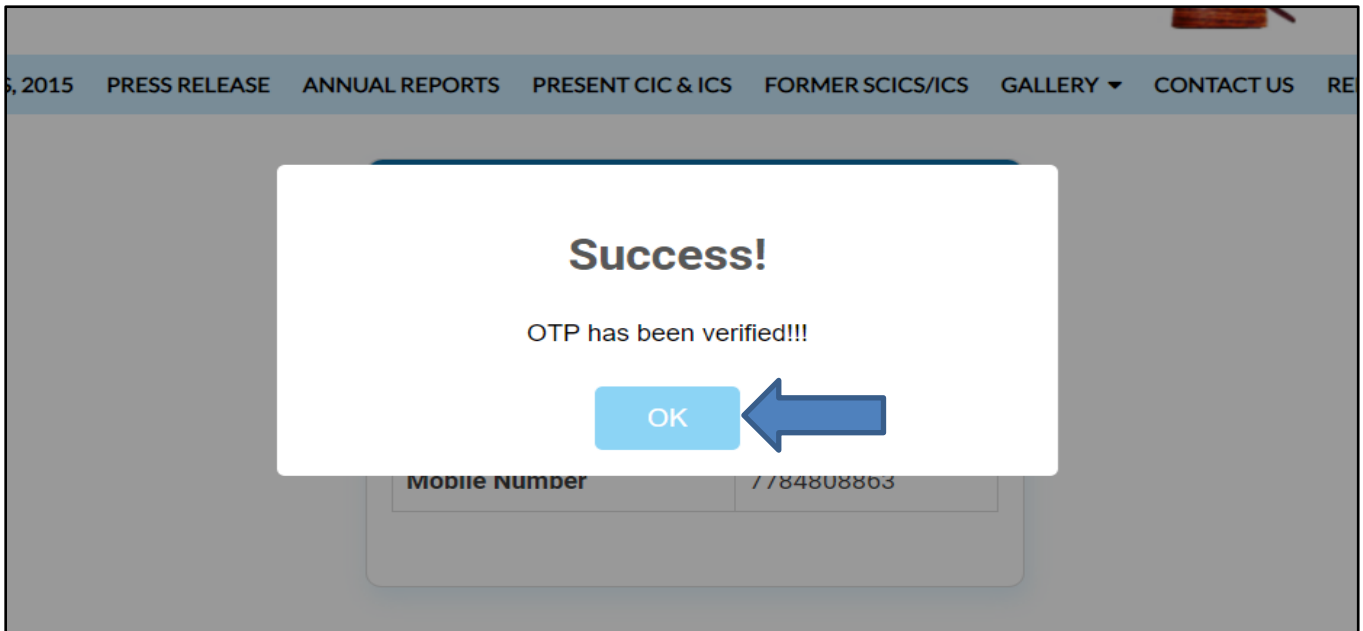 , 2015 PRESS RELEASE ANNUAL REPORTS PRESENT CIC & ICS FORMER SCICS/ICS GALLERY CONTACT US RE
Success!
OTP has been verified!!!
OK
Mobile Number 7784808863